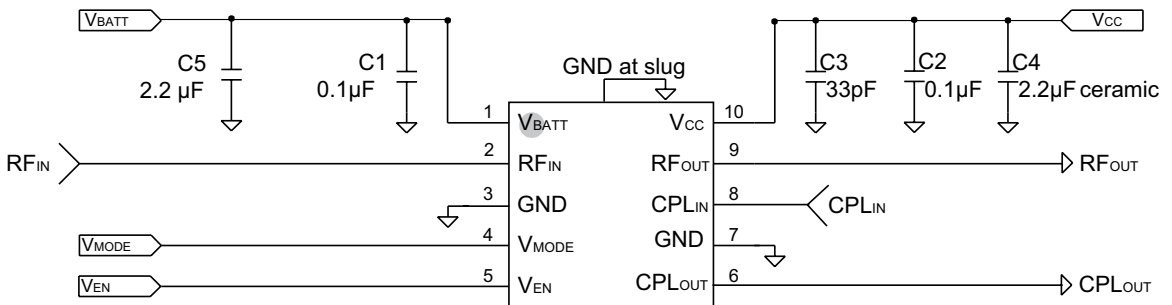 VBATT
VCC
C5
2.2 µF
C1
0.1µF
GND at slug
C3
33pF
C2
0.1µF
C4
2.2µF ceramic
1
VBATT
VCC
10
RFIN
2
RFIN
RFOUT
9
RFOUT
3
GND
CPLIN
8
CPLIN
VMODE
4
VMODE
GND
7
VEN
5
VEN
CPLOUT
6
CPLOUT